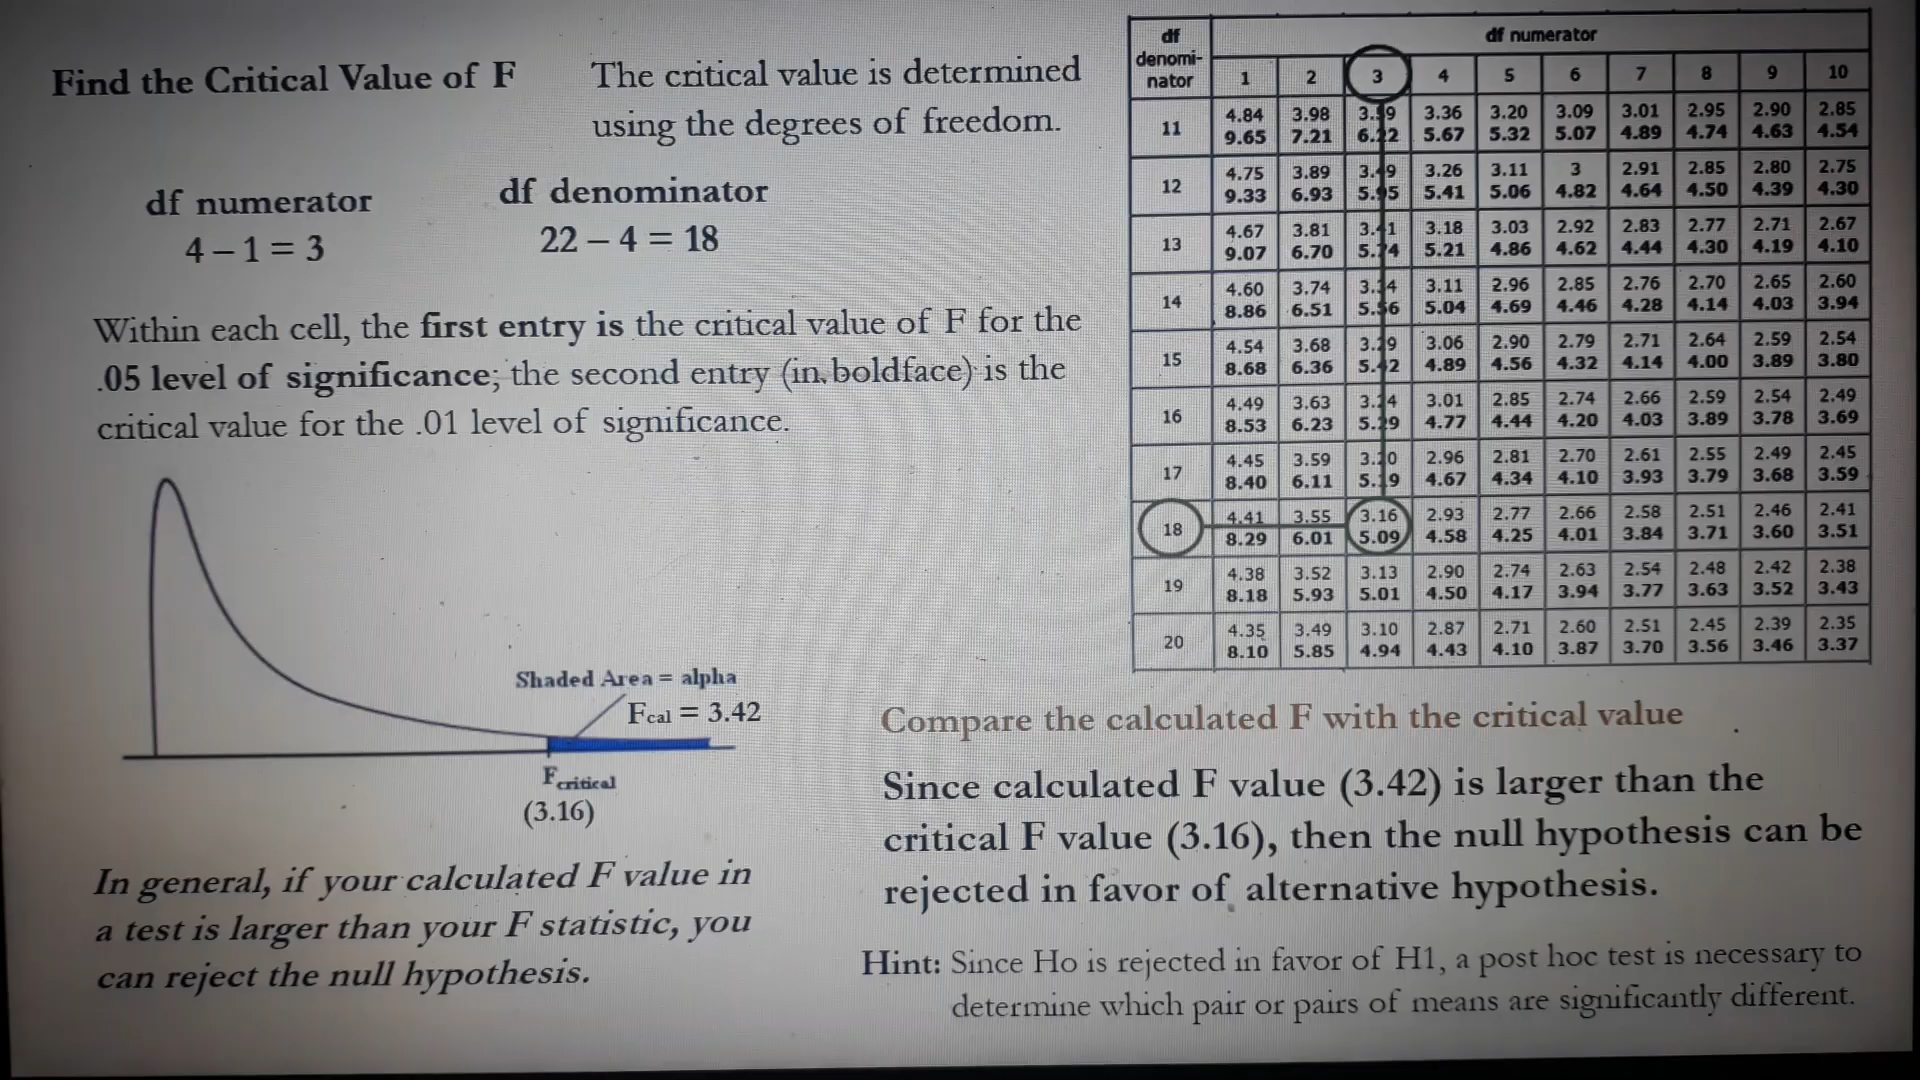 Find the Critical Value of F
The critical value is determined
using the degrees of freedom.
df numerator
4 – 1 = 3
df denominator
22 – 4 = 18
Within each cell, the first entry is the critical value of F for the
.05 level of significance; the second entry (in boldface) is the
critical value for the .01 level of significance.
Shaded Area = alpha
Fcal = 3.42
Fcritical
(3.16)
In general, if your calculated F value in
a test is larger than your F statistic, you
can reject the null hypothesis.
df
denomi-
nator
df numerator
1 2 3 4 5 6 7 8 9 10
11
4.84 3.98 3.59 3.36 3.20 3.09 3.01 2.95 2.90 2.85
9.65 7.21 6.22 5.67 5.32 5.07 4.89 4.74 4.63 4.54
12
4.75 3.89 3.49 3.26 3.11 3 2.91 2.85 2.80 2.75
9.33 6.93 5.95 5.41 5.06 4.82 4.64 4.50 4.39 4.30
13
4.67 3.81 3.41 3.18 3.03 2.92 2.83 2.77 2.71 2.67
9.07 6.70 5.74 5.21 4.86 4.62 4.44 4.30 4.19 4.10
14
4.60 3.74 3.34 3.11 2.96 2.85 2.76 2.70 2.65 2.60
8.86 6.51 5.56 5.04 4.69 4.46 4.28 4.14 4.03 3.94
15
4.54 3.68 3.29 3.06 2.90 2.79 2.71 2.64 2.59 2.54
8.68 6.36 5.42 4.89 4.56 4.32 4.14 4.00 3.89 3.80
16
4.49 3.63 3.24 3.01 2.85 2.74 2.66 2.59 2.54 2.49
8.53 6.23 5.29 4.77 4.44 4.20 4.03 3.89 3.78 3.69
17
4.45 3.59 3.20 2.96 2.81 2.70 2.61 2.55 2.49 2.45
8.40 6.11 5.19 4.67 4.34 4.10 3.93 3.79 3.68 3.59
18
4.41 3.55 3.16 2.93 2.77 2.66 2.58 2.51 2.46 2.41
8.29 6.01 5.09 4.58 4.25 4.01 3.84 3.71 3.60 3.51
19
4.38 3.52 3.13 2.90 2.74 2.63 2.54 2.48 2.42 2.38
8.18 5.93 5.01 4.50 4.17 3.94 3.77 3.63 3.52 3.43
20
4.35 3.49 3.10 2.87 2.71 2.60 2.51 2.45 2.39 2.35
8.10 5.85 4.94 4.43 4.10 3.87 3.70 3.56 3.46 3.37
Compare the calculated F with the critical value
Since calculated F value (3.42) is larger than the
critical F value (3.16), then the null hypothesis can be
rejected in favor of alternative hypothesis.
Hint: Since Ho is rejected in favor of H1, a post hoc test is necessary to
determine which pair or pairs of means are significantly different.